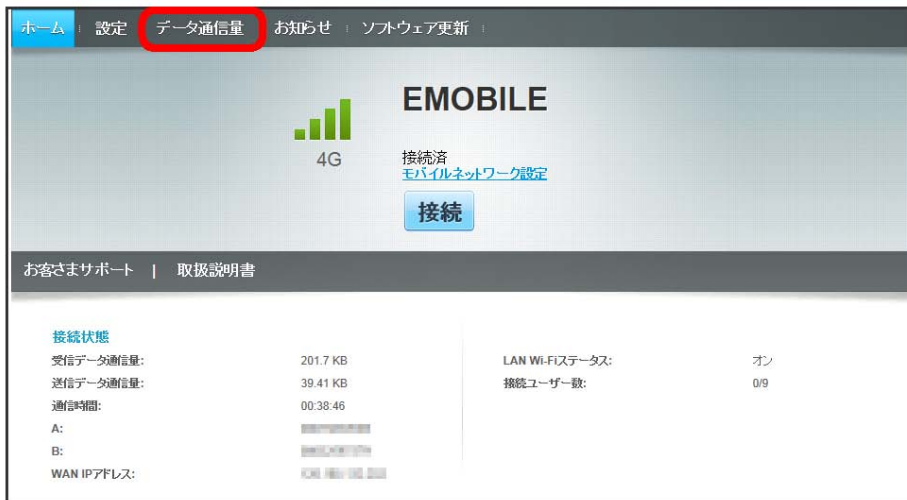 ホーム 設定 データ通信量 お知らせ ソフトウェア更新
EMOBILE
4G
接続済
モバイルネットワーク設定
接続
お客さまサポート | 取扱説明書
接続状態
受信データ通信量: 201.7 KB LAN Wi-Fiステータス: オン
送信データ通信量: 39.41 KB 接続ユーザー数: 0/9
通信時間: 00:38:46
A:
B:
WAN IPアドレス: